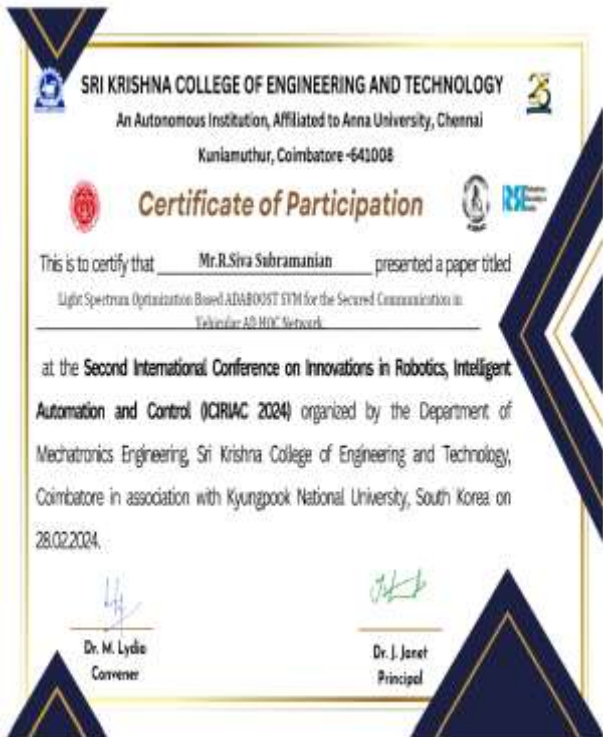 SRI KRISHNA COLLEGE OF ENGINEERING AND TECHNOLOGY
25
An Autonomous Institution, Affiliated to Anna University, Chennai
Kuniamuthur, Coimbatore -641008
Certificate of Participation
This is to certify that Mr.R.Siva Subramanian presented a paper titled
Light Spectrum Optimization Based ADABOOST SVM for the Secured Communication in
Vehicular AD HOC Network
at the Second International Conference on Innovations in Robotics, Intelligent
Automation and Control (ICIRIAC 2024) organized by the Department of
Mechatronics Engineering, Sri Krishna College of Engineering and Technology,
Coimbatore in association with Kyungpook National University, South Korea on
28.02.2024.
Dr. M. Lydia
Convener
Dr. J. Janet
Principal